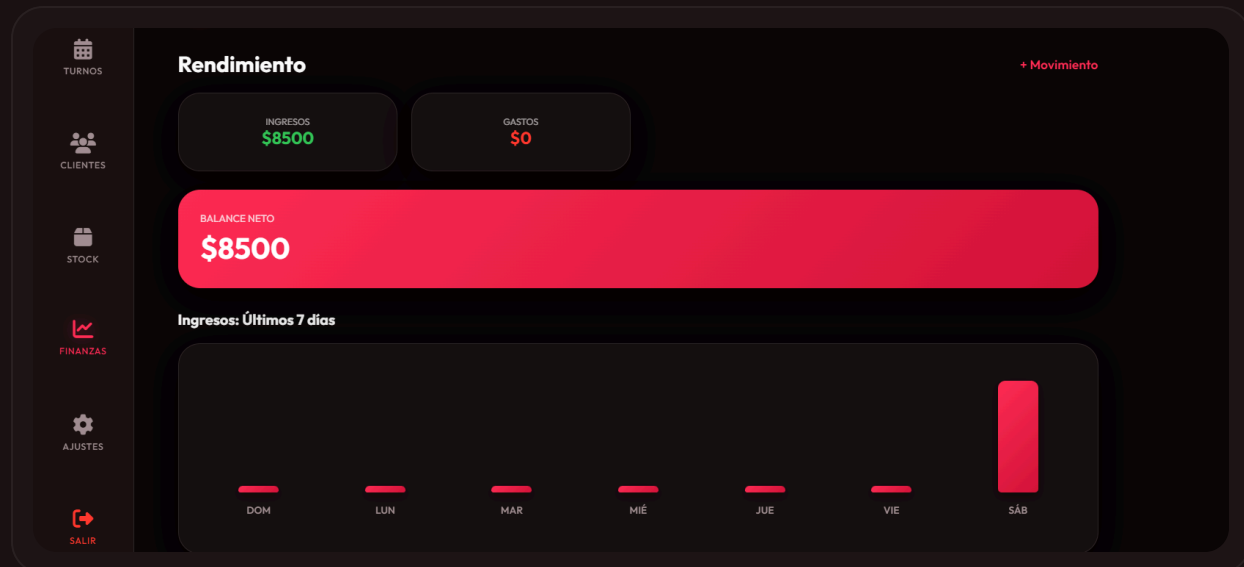 TURNOS
CLIENTES
STOCK
FINANZAS
AJUSTES
SALIR
Rendimiento
+ Movimiento
INGRESOS
$8500
GASTOS
$0
BALANCE NETO
$8500
Ingresos: Últimos 7 días
DOM
LUN
MAR
MIÉ
JUE
VIE
SÁB